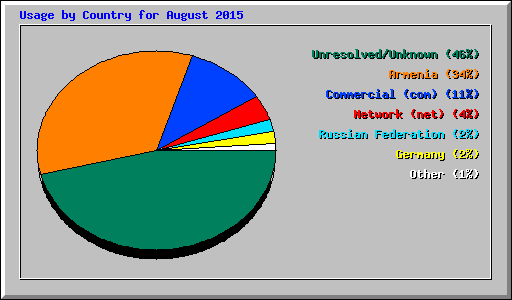 Usage by Country for August 2015
Unresolved/Unknown (46%)
Armenia (34%)
Commercial (com) (11%)
Network (net) (4%)
Russian Federation (2%)
Germany (2%)
Other (1%)